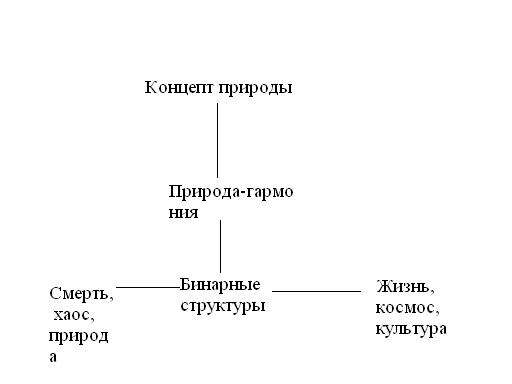 Концепт природы
Природа-гармо
ния
Бинарные
структуры
Смерть,
хаос,
природ
а
Жизнь,
космос,
культура